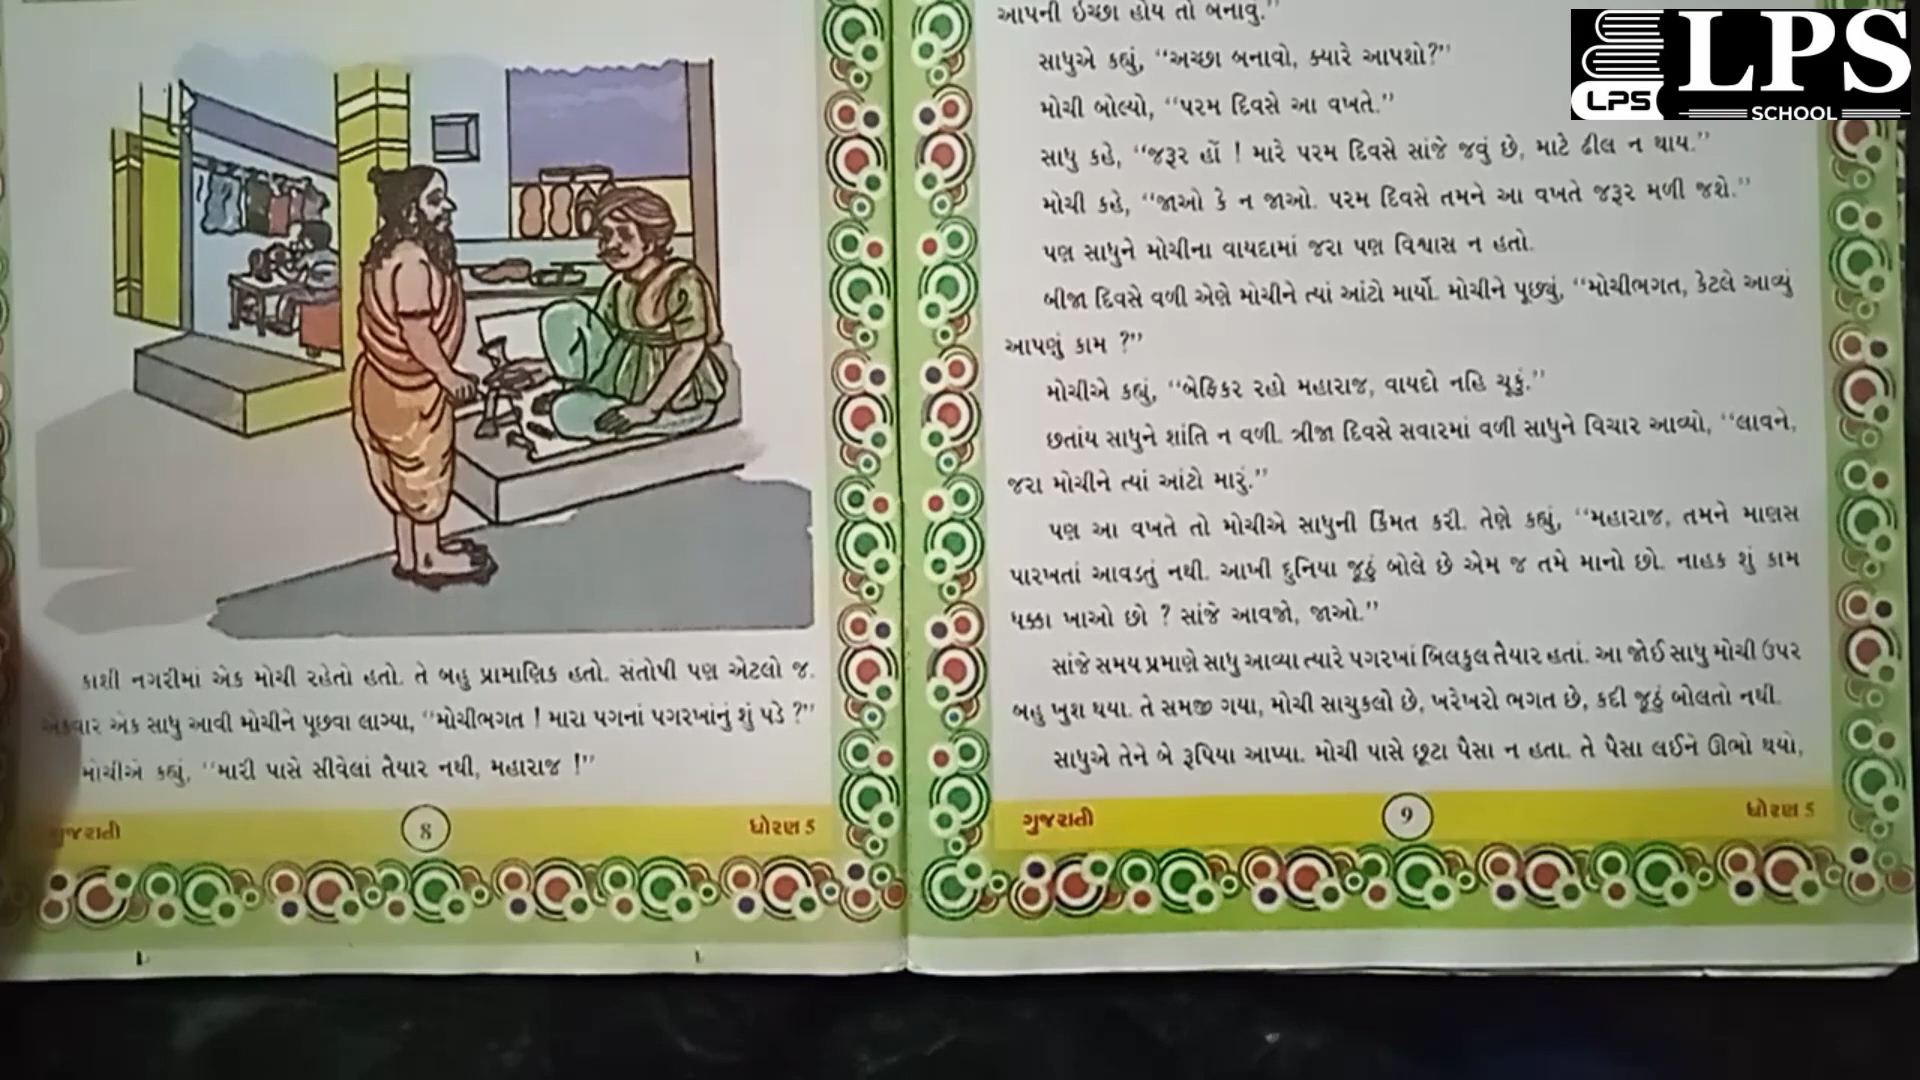 કાશી નગરીમાં એક મોચી રહેતો હતો. તે બહુ પ્રામાણિક હતો. સંતોષી પણ એટલો જ.
એકવાર એક સાધુ આવી મોચીને પૂછવા લાગ્યા, “મોચીભગત ! મારા પગનાં પગરખાંનું શું પડે ?”
મોચીએ કહ્યું, “મારી પાસે સીવેલાં તૈયાર નથી, મહારાજ !”
ગુજરાતી
8
ધોરણ 5
આપની ઇચ્છા હોય તો બનાવું.”
સાધુએ કહ્યું, “અચ્છા બનાવો, ક્યારે આપશો?”
મોચી બોલ્યો, “પરમ દિવસે આ વખતે.”
સાધુ કહે, “જરૂર હોં ! મારે પરમ દિવસે સાંજે જવું છે, માટે ઢીલ ન થાય.”
મોચી કહે, “જાઓ કે ન જાઓ. પરમ દિવસે તમને આ વખતે જરૂર મળી જશે.”
પણ સાધુને મોચીના વાયદામાં જરા પણ વિશ્વાસ ન હતો.
બીજા દિવસે વળી એણે મોચીને ત્યાં આંટો માર્યો. મોચીને પૂછ્યું, “મોચીભગત, કેટલે આવ્યું
આપણું કામ ?”
મોચીએ કહ્યું, “બેફિકર રહો મહારાજ, વાયદો નહિ ચૂકું.”
છતાંય સાધુને શાંતિ ન વળી. ત્રીજા દિવસે સવારમાં વળી સાધુને વિચાર આવ્યો, “લાવને,
જરા મોચીને ત્યાં આંટો મારું.”
પણ આ વખતે તો મોચીએ સાધુની કિંમત કરી. તેણે કહ્યું, “મહારાજ, તમને માણસ
પારખતાં આવડતું નથી. આખી દુનિયા જૂઠું બોલે છે એમ જ તમે માનો છો. નાહક શું કામ
ધક્કા ખાઓ છો ? સાંજે આવજો, જાઓ.”
સાંજે સમય પ્રમાણે સાધુ આવ્યા ત્યારે પગરખાં બિલકુલ તૈયાર હતાં. આ જોઈ સાધુ મોચી ઉપર
બહુ ખુશ થયા. તે સમજી ગયા, મોચી સાચુકલો છે, ખરેખરો ભગત છે, કદી જૂઠું બોલતો નથી.
સાધુએ તેને બે રૂપિયા આપ્યા. મોચી પાસે છૂટા પૈસા ન હતા. તે પૈસા લઈને ઊભો થયો,
ગુજરાતી
9
ધોરણ 5
LPS
LPS
SCHOOL